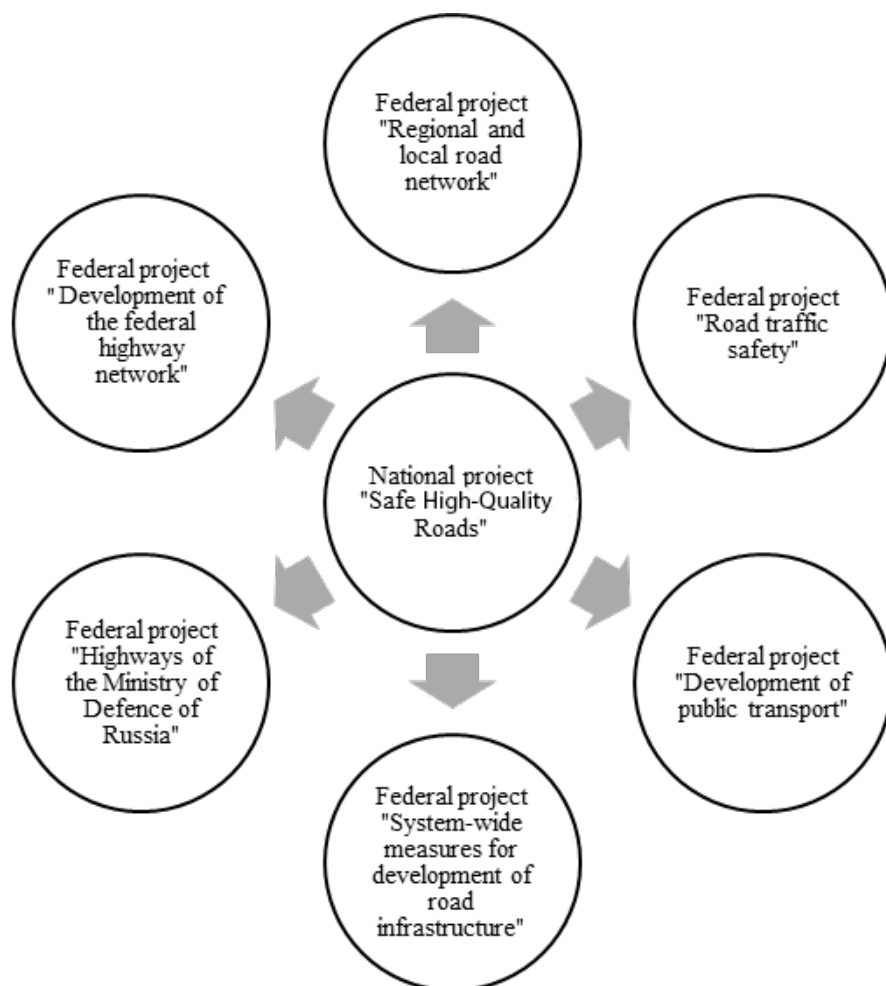 Federal project
"Regional and
local road
network"
Federal project
"Development of
the federal
highway
network"
Federal project
"Road traffic
safety"
National project
"Safe High-Quality
Roads"
Federal project
"Highways of
the Ministry of
Defence of
Russia"
Federal project
"Development of
public transport"
Federal project
"System-wide
measures for
development of
road
infrastructure"